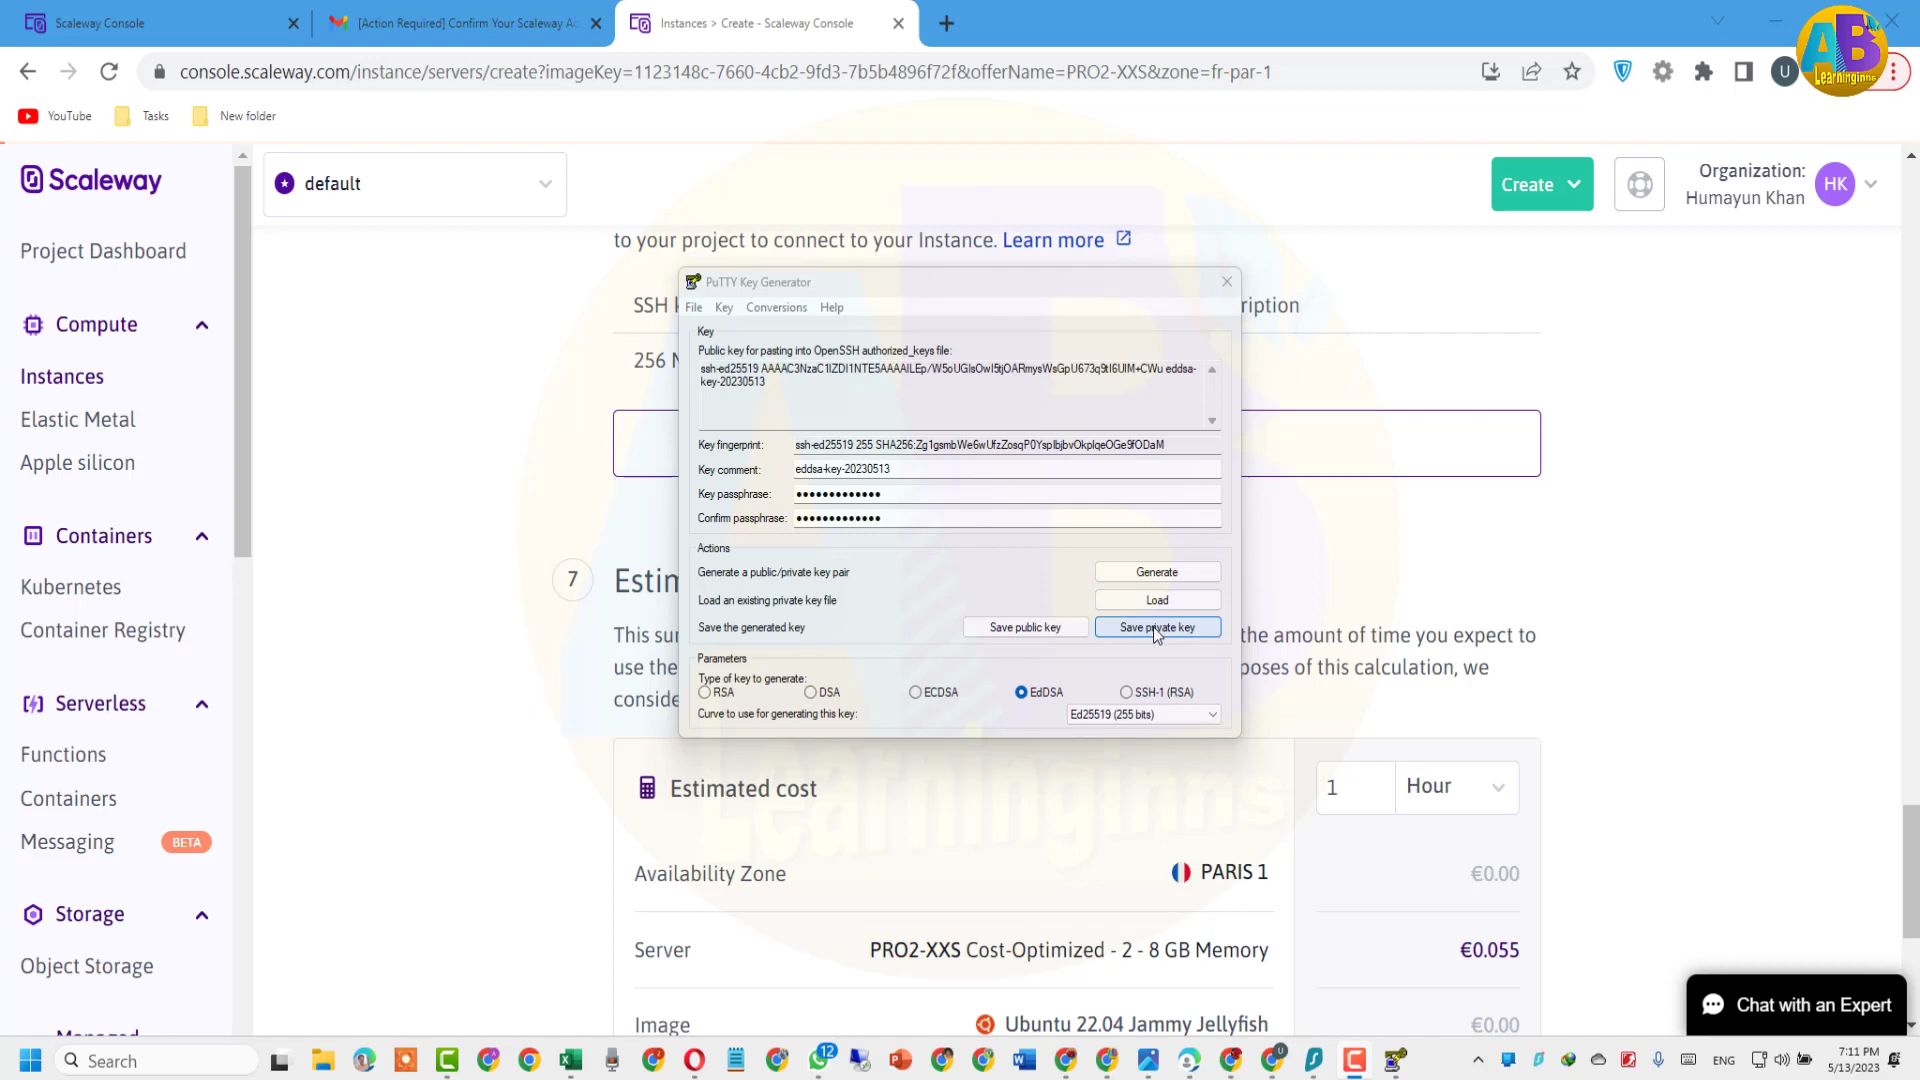 Scaleway Console
[Action Required] Confirm Your Scaleway Ac
Instances > Create - Scaleway Console
console.scaleway.com/instance/servers/create?imageKey=1123148c-7660-4cb2-9fd3-7b5b4896f72f&offerName=PRO2-XXS&zone=fr-par-1
U
AB
Learninginns
YouTube
Tasks
New folder
Scaleway
default
Create
Organization:
Humayun Khan
HK
Project Dashboard
Compute
Instances
Elastic Metal
Apple silicon
Containers
Kubernetes
Container Registry
Serverless
Functions
Containers
Messaging
BETA
Storage
Object Storage
Managed
to your project to connect to your Instance. Learn more
SSH
ription
256
PuTTY Key Generator
File Key Conversions Help
Key
Public key for pasting into OpenSSH authorized_keys file:
key-20230513
Key fingerprint:
Key comment: eddsa-key-20230513
Key passphrase: •••••••••••••
Confirm passphrase: •••••••••••••
Actions
Generate a public/private key pair Generate
Load an existing private key file Load
Save the generated key Save public key Save private key
Parameters
Type of key to generate:
RSA DSA ECDSA EdDSA SSH-1 (RSA)
Curve to use for generating this key: Ed25519 (255 bits)
7
Estim
This su
the amount of time you expect to
use the
poses of this calculation, we
consid
Estimated cost
1 Hour
Availability Zone PARIS 1 €0.00
Server PRO2-XXS Cost-Optimized - 2 - 8 GB Memory €0.055
Image Ubuntu 22.04 Jammy Jellyfish €0.00
Learninginns
Chat with an Expert
Search
12
ENG
7:11 PM
5/13/2023